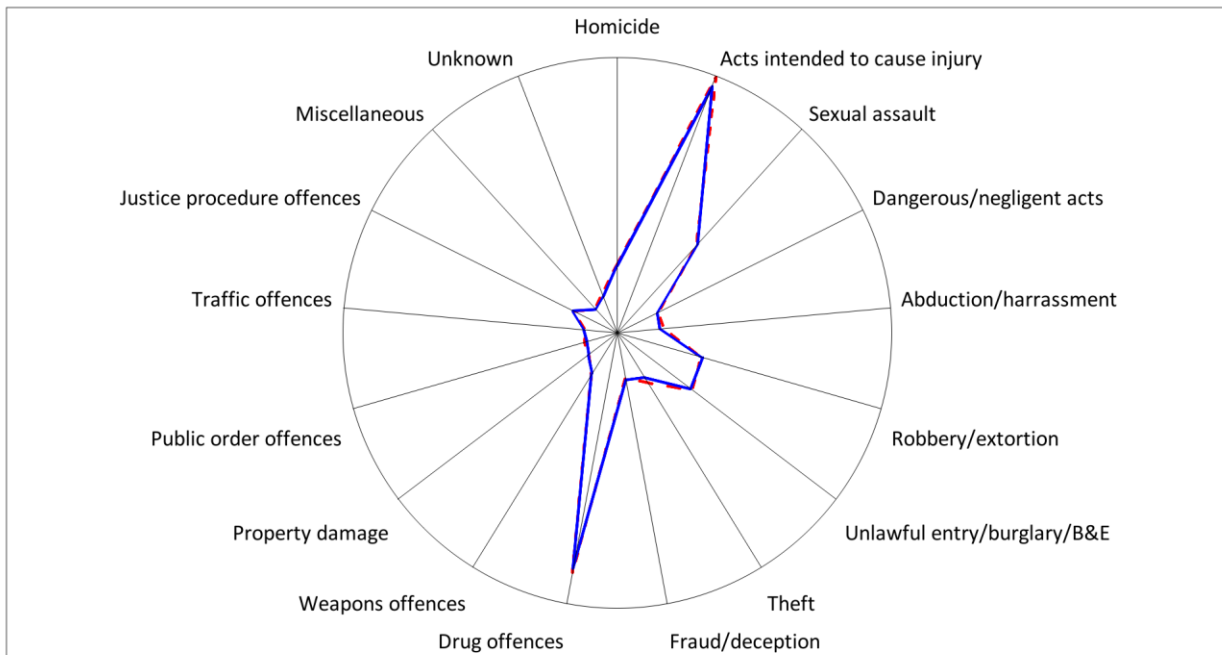 Homicide
Unknown
Acts intended to cause injury
Miscellaneous
Sexual assault
Justice procedure offences
Dangerous/negligent acts
Traffic offences
Abduction/harrassment
Public order offences
Robbery/extortion
Property damage
Unlawful entry/burglary/B&E
Weapons offences
Theft
Drug offences
Fraud/deception